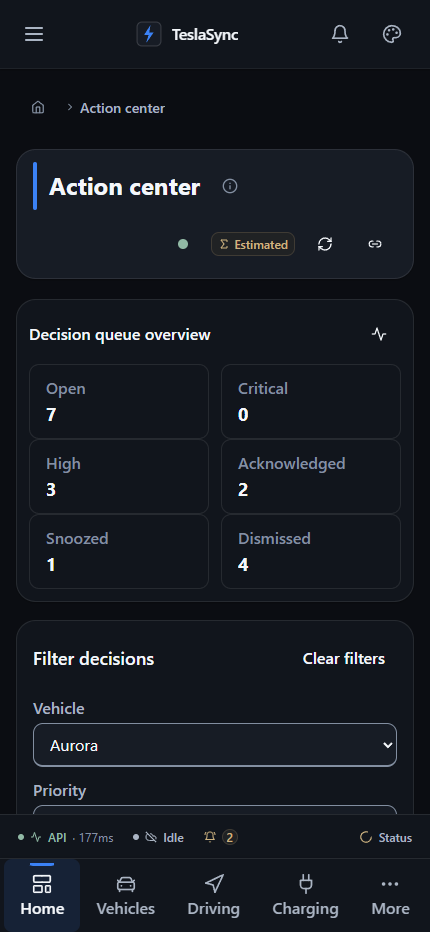 TeslaSync
Action center
Action center
Σ Estimated
Decision queue overview
Open
7
Critical
0
High
3
Acknowledged
2
Snoozed
1
Dismissed
4
Filter decisions
Clear filters
Vehicle
Aurora
Priority
API · 177ms
Idle
2
Status
Home
Vehicles
Driving
Charging
More